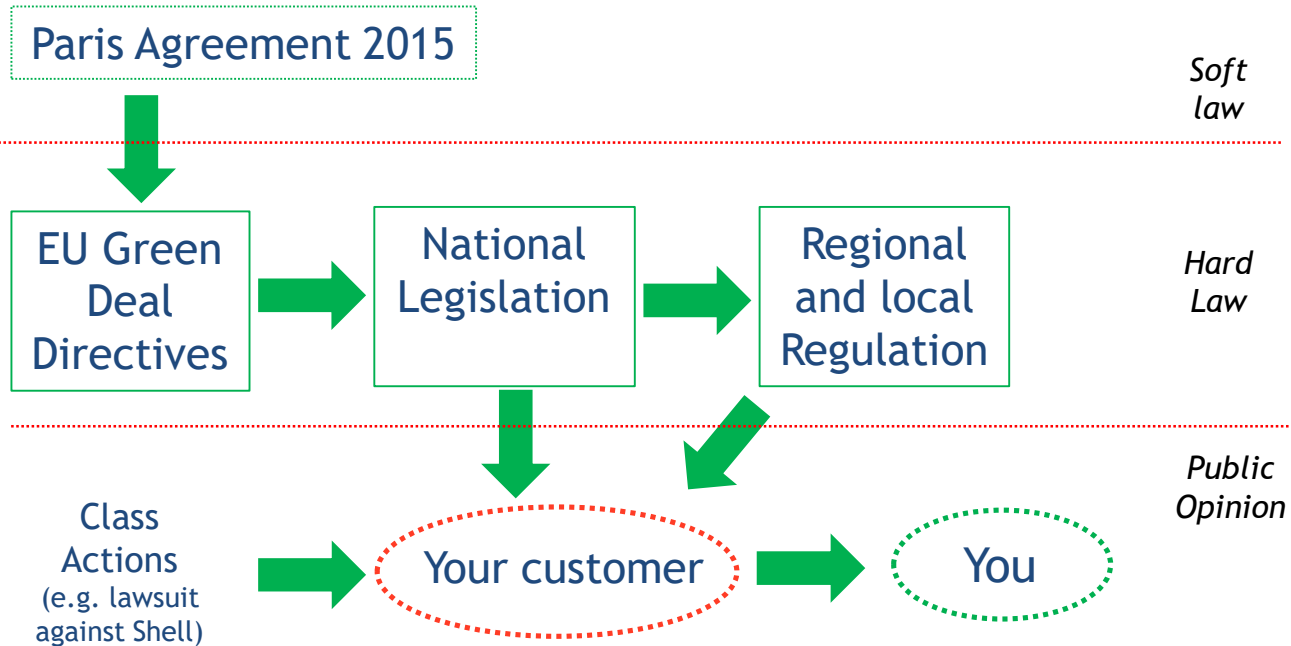 Paris Agreement 2015
Soft
law
EU Green
Deal
Directives
National
Legislation
Regional
and local
Regulation
Hard
Law
Public
Opinion
Class
Actions
(e.g. lawsuit
against Shell)
Your customer
You